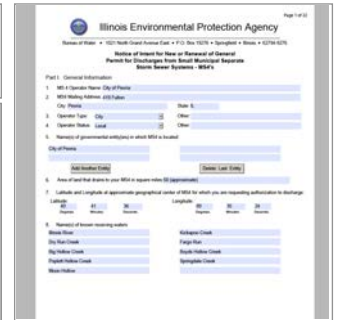 Page 1 of 22
Illinois Environmental Protection Agency
Bureau of Water • 1021 North Grand Avenue East • P.O. Box 19276 • Springfield • Illinois • 62794-9276
Notice of Intent for New or Renewal of General
Permit for Discharges from Small Municipal Separate
Storm Sewer Systems - MS4's
Part I. General Information
1. MS4 Operator Name: City of Peoria
2. MS4 Mailing Address: Fulton
City: Peoria State: IL
3. Operator Type: City Other:
4. Operator Status: Local Other:
5. Name(s) of governmental entity(ies) in which MS4 is located:
City of Peoria
Add Another Entity Delete Last Entity
6. Area of land that drains to your MS4 in square miles: (approximate)
7. Latitude and Longitude at approximate geographical center of MS4 for which you are requesting authorization to discharge:
Latitude: Longitude:
40 41 36 89 35 24
Degrees Minutes Seconds Degrees Minutes Seconds
8. Name(s) of known receiving waters
Illinois River Kickapoo Creek
Dry Run Creek Fargo Run
Big Hollow Creek Hollow Creek
Hollow Creek Springdale Creek
Hollow